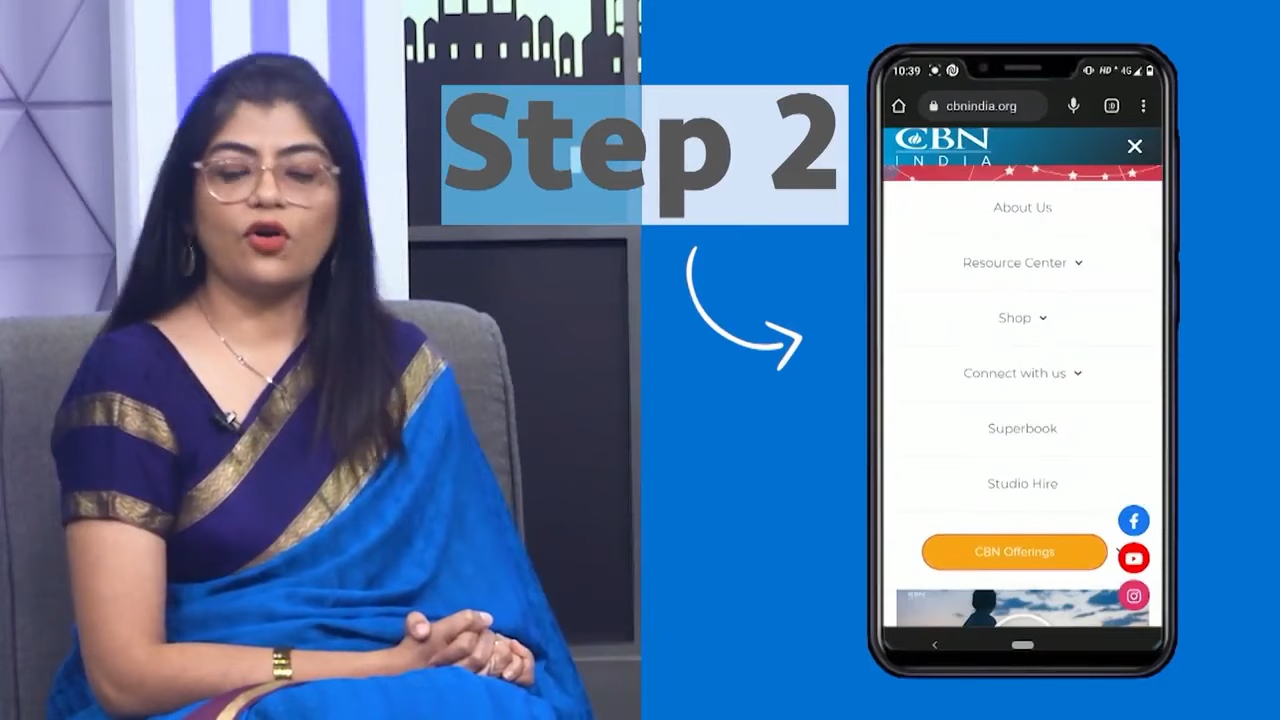 Step 2
10:39
HD 4G
cbnindia.org
CBN
INDIA
About Us
Resource Center
Shop
Connect with us
Superbook
Studio Hire
CBN Offerings
CBN